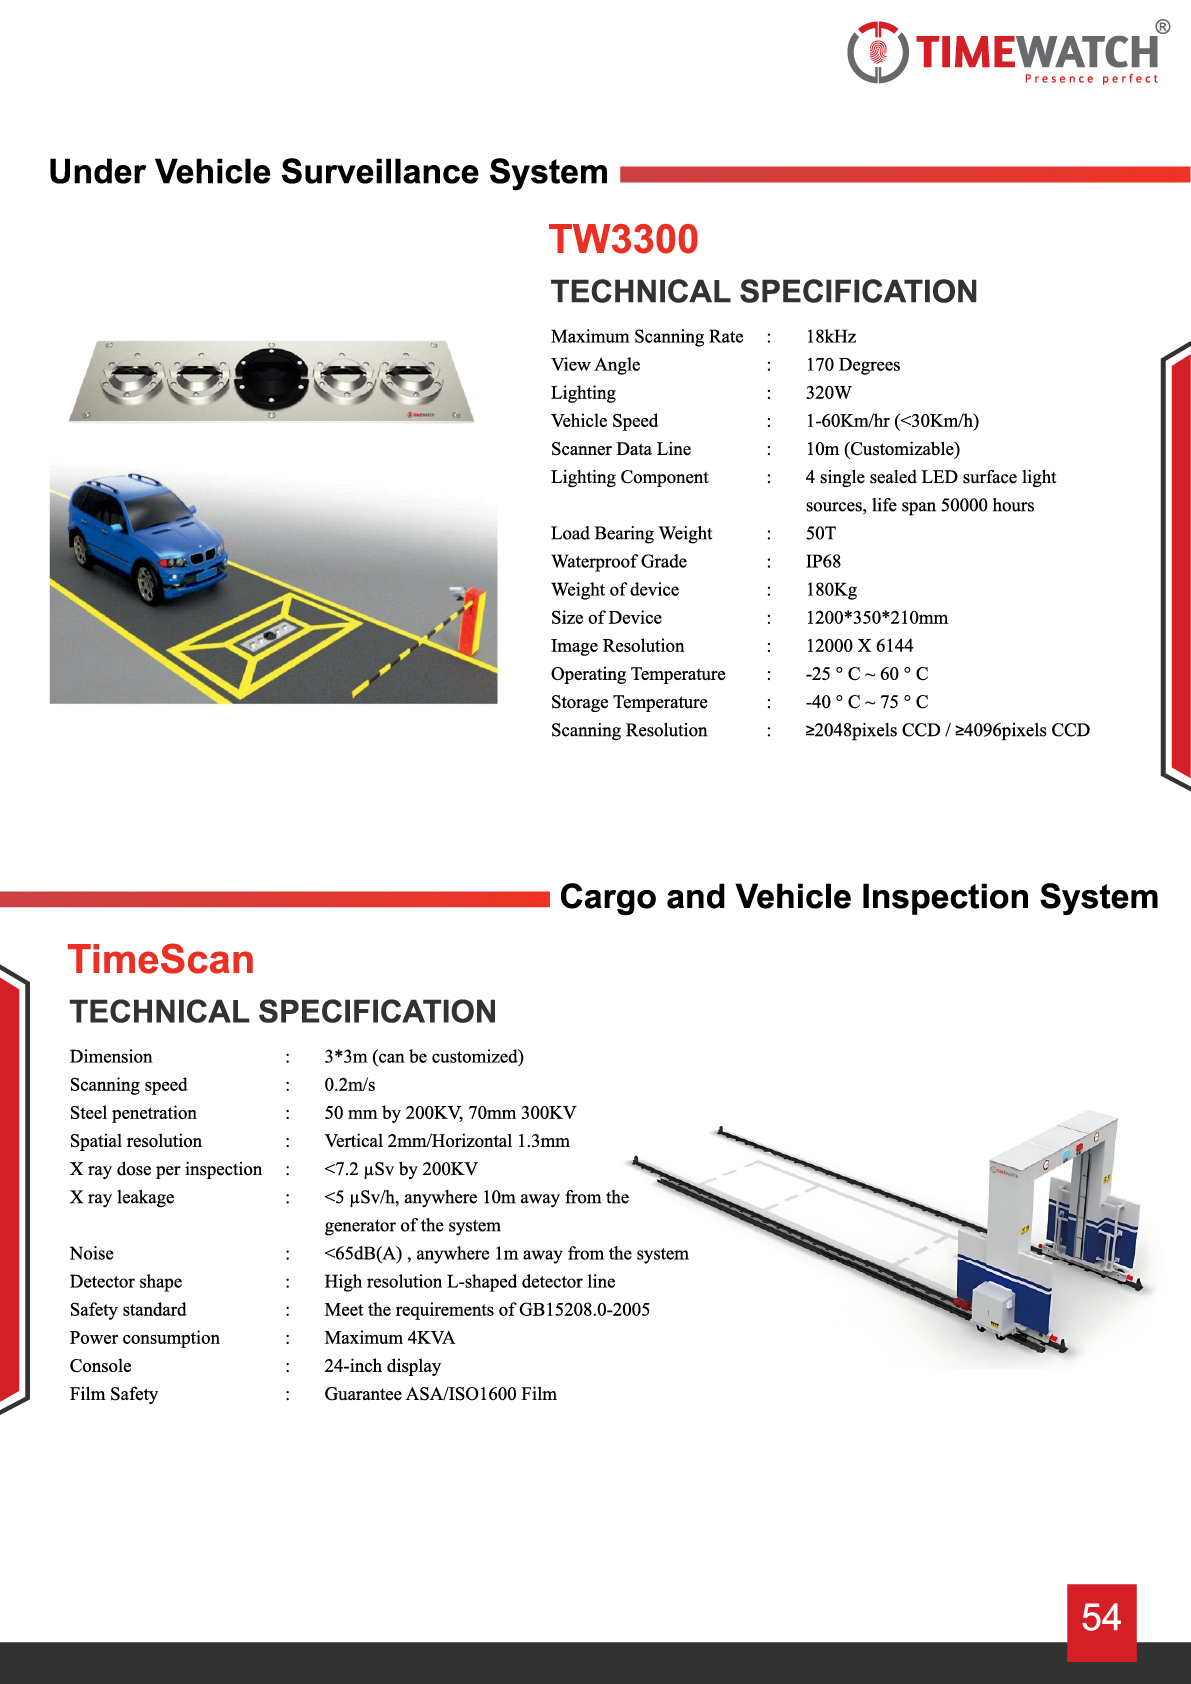 TIMEWATCH®
Presence perfect
Under Vehicle Surveillance System
TW3300
TECHNICAL SPECIFICATION
Maximum Scanning Rate : 18kHz
View Angle : 170 Degrees
Lighting : 320W
Vehicle Speed : 1-60Km/hr (<30Km/h)
Scanner Data Line : 10m (Customizable)
Lighting Component : 4 single sealed LED surface light
sources, life span 50000 hours
Load Bearing Weight : 50T
Waterproof Grade : IP68
Weight of device : 180Kg
Size of Device : 1200*350*210mm
Image Resolution : 12000 X 6144
Operating Temperature : -25 ° C ~ 60 ° C
Storage Temperature : -40 ° C ~ 75 ° C
Scanning Resolution : ≥2048pixels CCD / ≥4096pixels CCD
TIMEWATCH
Cargo and Vehicle Inspection System
TimeScan
TECHNICAL SPECIFICATION
Dimension : 3*3m (can be customized)
Scanning speed : 0.2m/s
Steel penetration : 50 mm by 200KV, 70mm 300KV
Spatial resolution : Vertical 2mm/Horizontal 1.3mm
X ray dose per inspection : <7.2 µSv by 200KV
X ray leakage : <5 µSv/h, anywhere 10m away from the
generator of the system
Noise : <65dB(A) , anywhere 1m away from the system
Detector shape : High resolution L-shaped detector line
Safety standard : Meet the requirements of GB15208.0-2005
Power consumption : Maximum 4KVA
Console : 24-inch display
Film Safety : Guarantee ASA/ISO1600 Film
TIMEWATCH
54